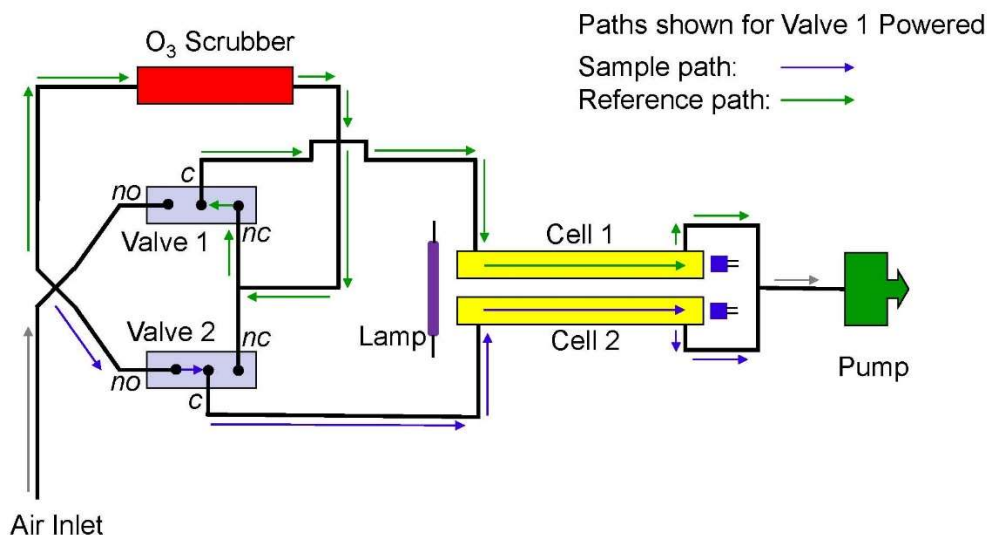 Paths shown for Valve 1 Powered
Sample path:
Reference path:
O₃ Scrubber
c
no
Valve 1
nc
Cell 1
Valve 2
nc
no
c
Lamp
Cell 2
Pump
Air Inlet